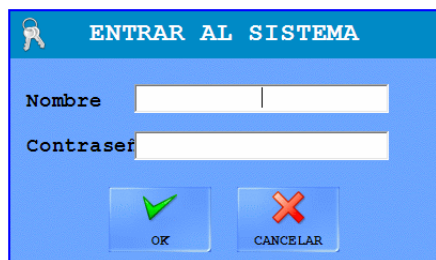 ENTRAR AL SISTEMA
Nombre
Contraseñ
OK
CANCELAR